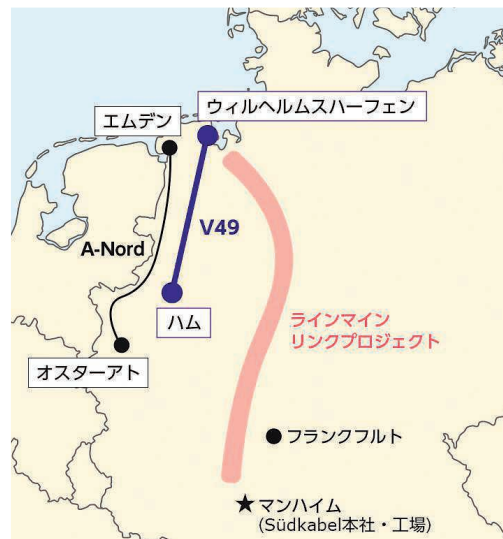 ウィルヘルムスハーフェン
エムデン
V49
A-Nord
ハム
ラインマイン
リンクプロジェクト
オスターアト
フランクフルト
マンハイム
(Südkabel本社・工場)